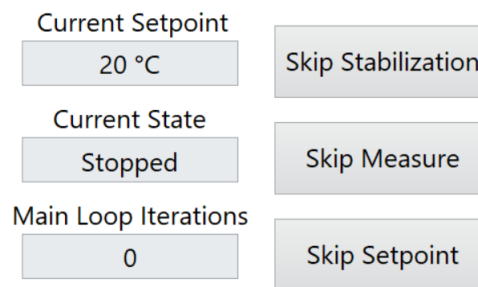 Current Setpoint
20 °C
Skip Stabilization
Current State
Stopped
Skip Measure
Main Loop Iterations
0
Skip Setpoint